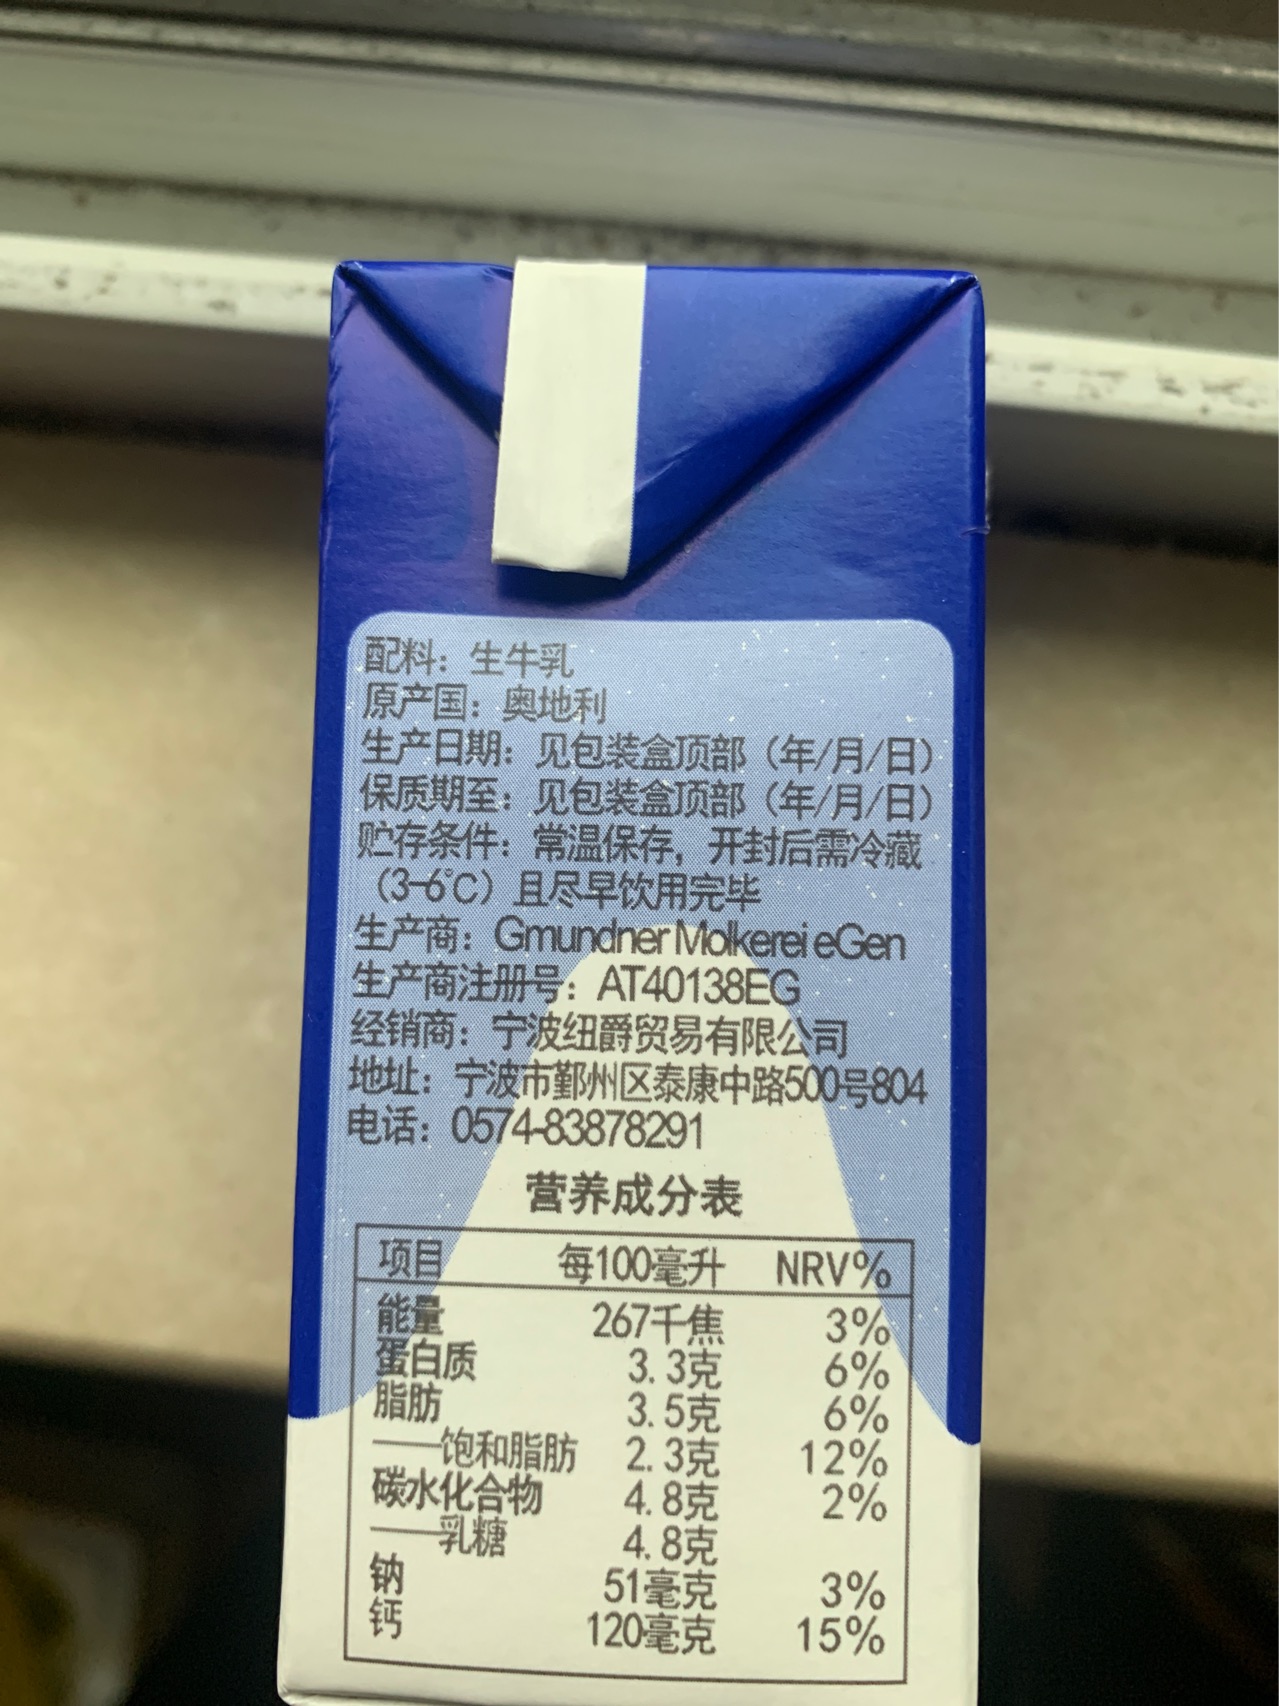 配料：生牛乳
原产国：奥地利
生产日期：见包装盒顶部（年/月/日）
保质期至：见包装盒顶部（年/月/日）
贮存条件：常温保存，开封后需冷藏
（3-6℃）且尽早饮用完毕
生产商：Gmundner Molkerei eGen
生产商注册号：AT40138EG
经销商：宁波纽爵贸易有限公司
地址：宁波市鄞州区泰康中路500号804
电话：0574-83878291
营养成分表
项目 每100毫升 NRV%
能量 267千焦 3%
蛋白质 3.3克 6%
脂肪 3.5克 6%
——饱和脂肪 2.3克 12%
碳水化合物 4.8克 2%
——乳糖 4.8克
钠 51毫克 3%
钙 120毫克 15%